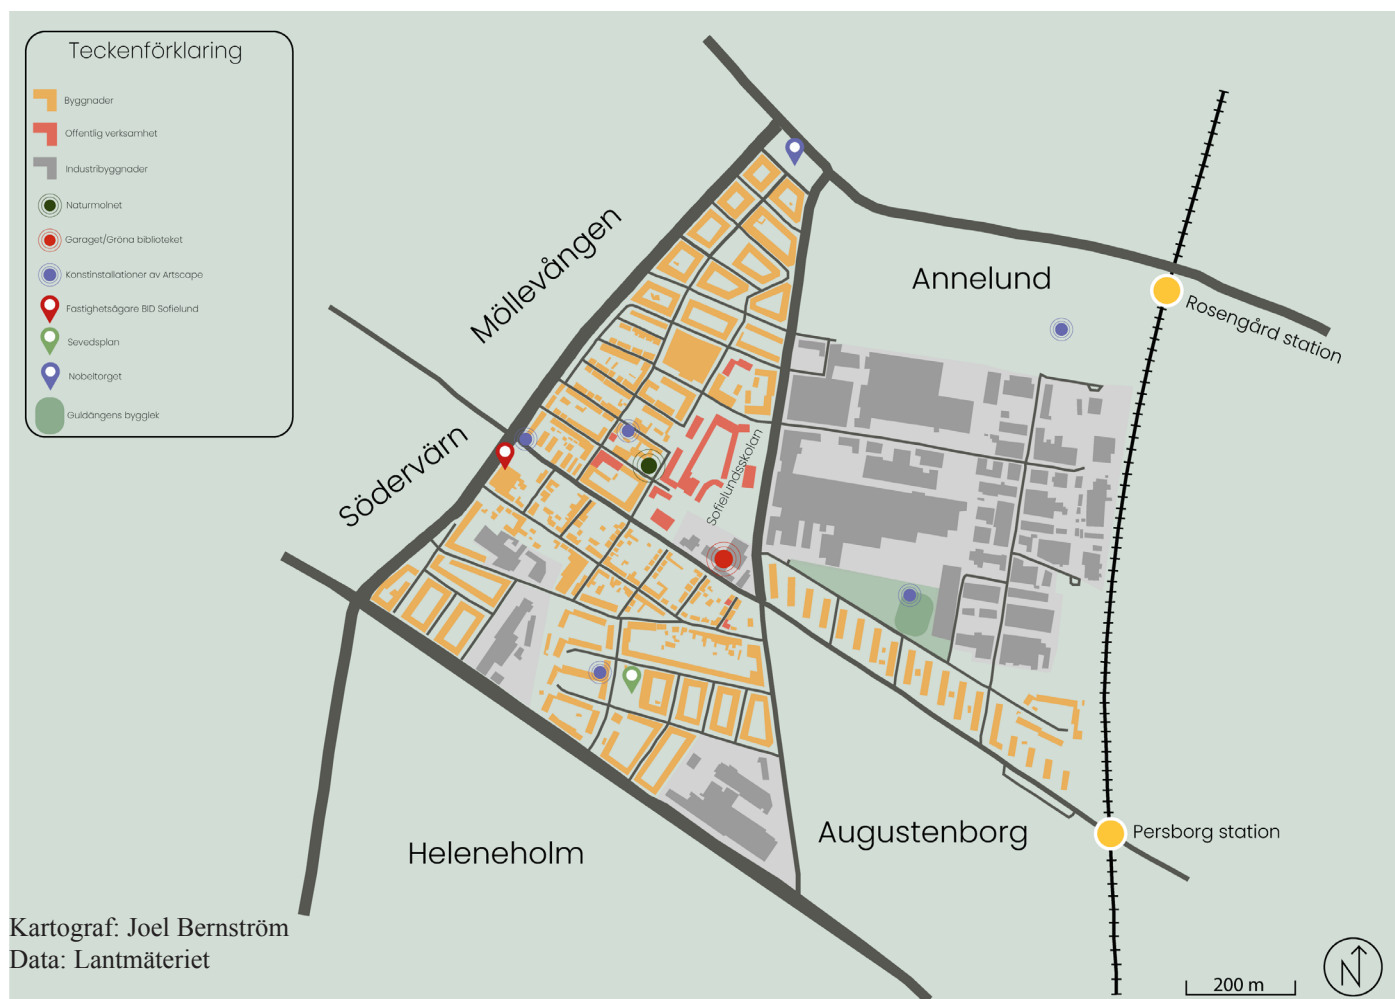 Teckenförklaring
Byggnader
Offentlig verksamhet
Industribyggnader
Naturmolnet
Garaget/Gröna biblioteket
Konstinstallationer av Artscape
Fastighetsägare BID Sofielund
Sevedsplan
Nobeltorget
Guldängens bygglek
Möllevången
Annelund
Rosengård station
Södervärn
Sofielundsskolan
Augustenborg
Persborg station
Heleneholm
Kartograf: Joel Bernström
Data: Lantmäteriet
200 m
N